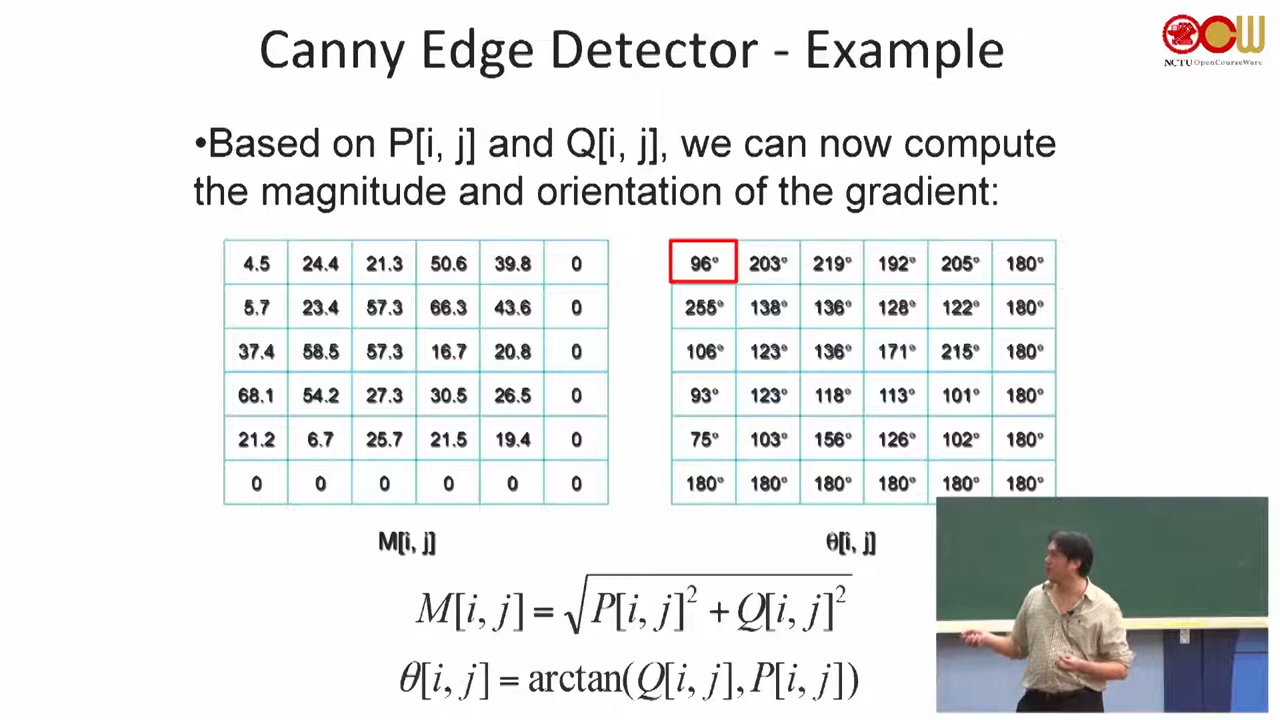 Canny Edge Detector - Example
NCTU OpenCourseWare
•Based on P[i, j] and Q[i, j], we can now compute
the magnitude and orientation of the gradient:
4.5 24.4 21.3 50.6 39.8 0
5.7 23.4 57.3 66.3 43.6 0
37.4 58.5 57.3 16.7 20.8 0
68.1 54.2 27.3 30.5 26.5 0
21.2 6.7 25.7 21.5 19.4 0
0 0 0 0 0 0
M[i, j]
96° 203° 219° 192° 205° 180°
255° 138° 136° 128° 122° 180°
106° 123° 136° 171° 215° 180°
93° 123° 118° 113° 101° 180°
75° 103° 156° 126° 102° 180°
180° 180° 180° 180° 180° 180°
θ[i, j]
M[i, j] = √P[i, j]² + Q[i, j]²
θ[i, j] = arctan(Q[i, j], P[i, j])